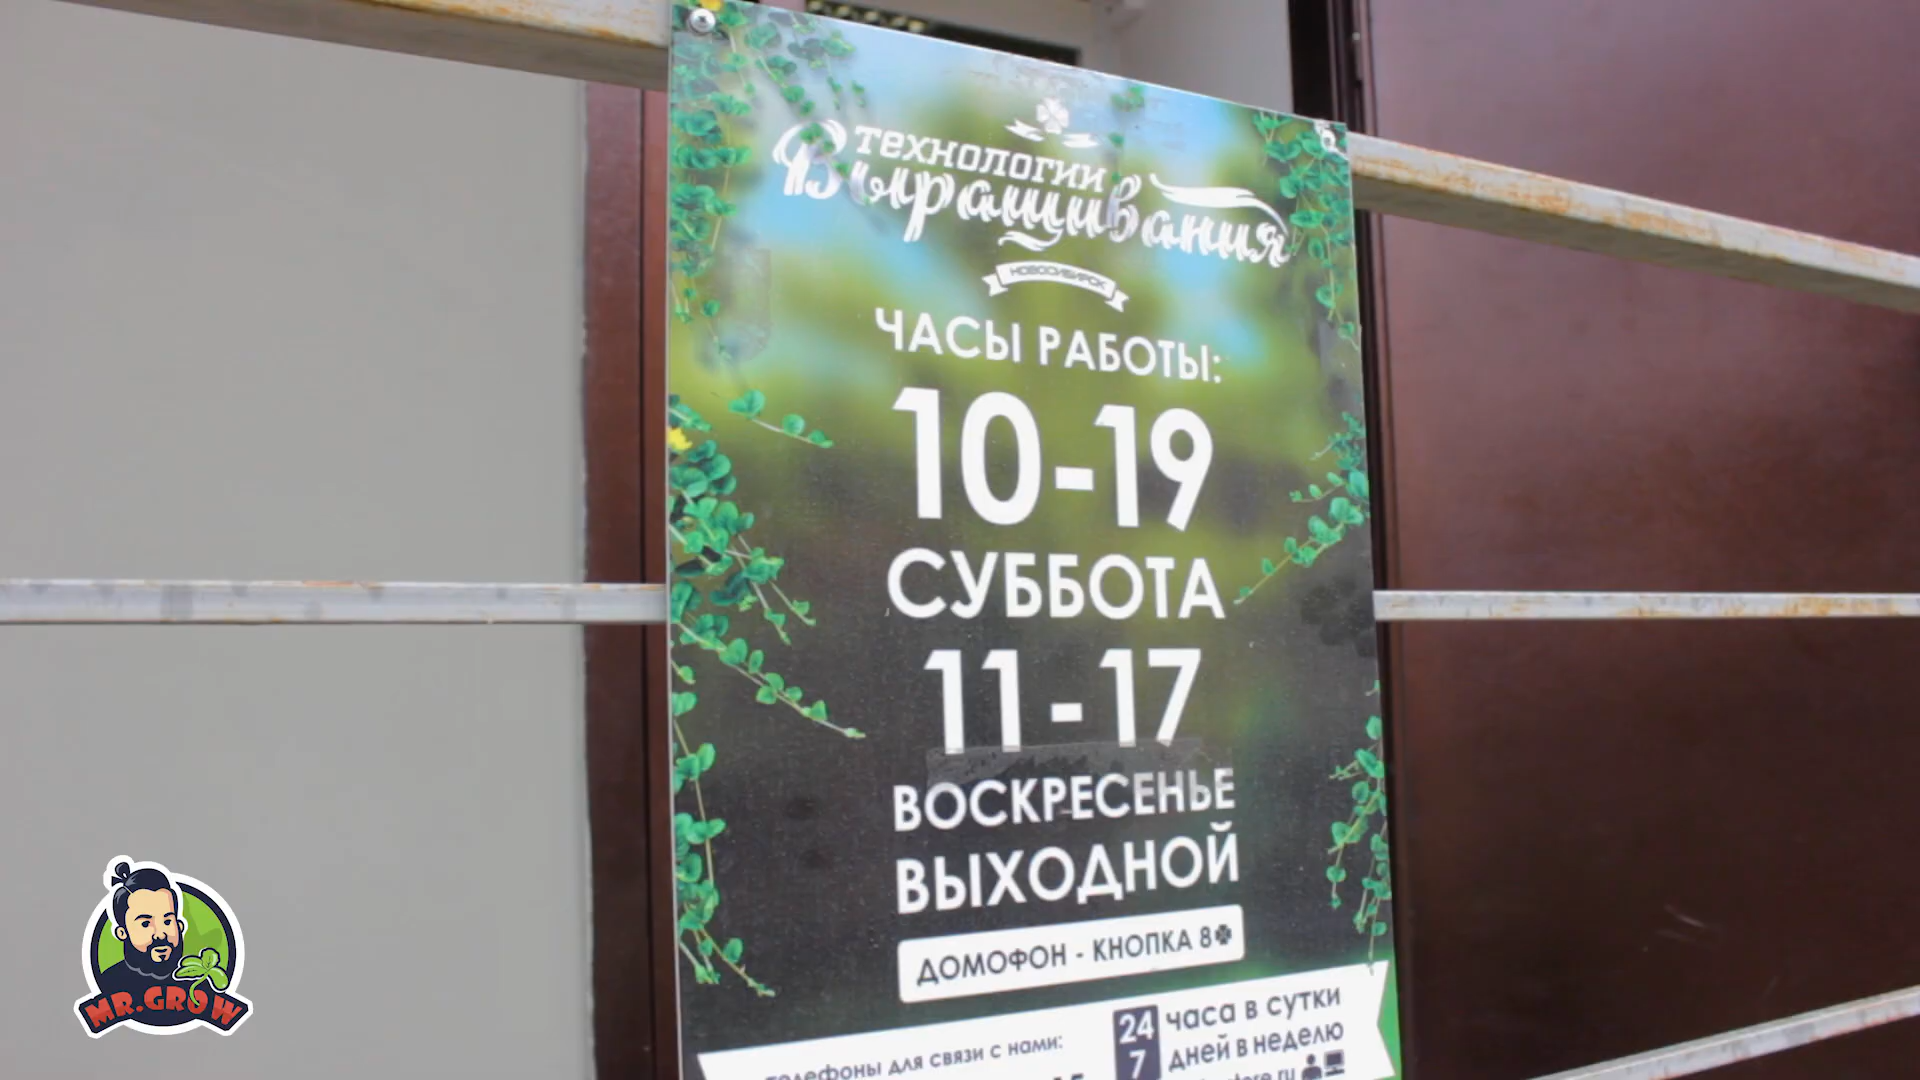 Технологии
Выращивания
НОВОСИБИРСК
ЧАСЫ РАБОТЫ:
10-19
СУББОТА
11-17
ВОСКРЕСЕНЬЕ
ВЫХОДНОЙ
ДОМОФОН - КНОПКА 8
телефоны для связи с нами:
24 часа в сутки
7 дней в неделю
MR.GROW